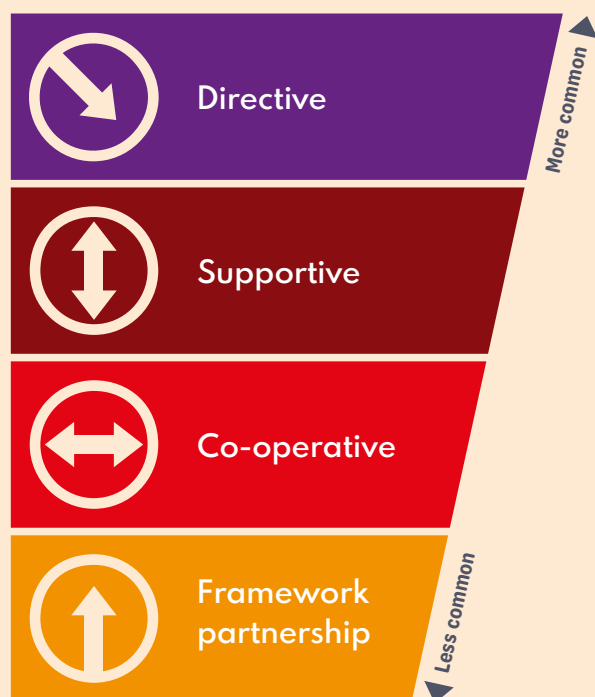 Directive
More common
Supportive
Co-operative
Framework
partnership
Less common